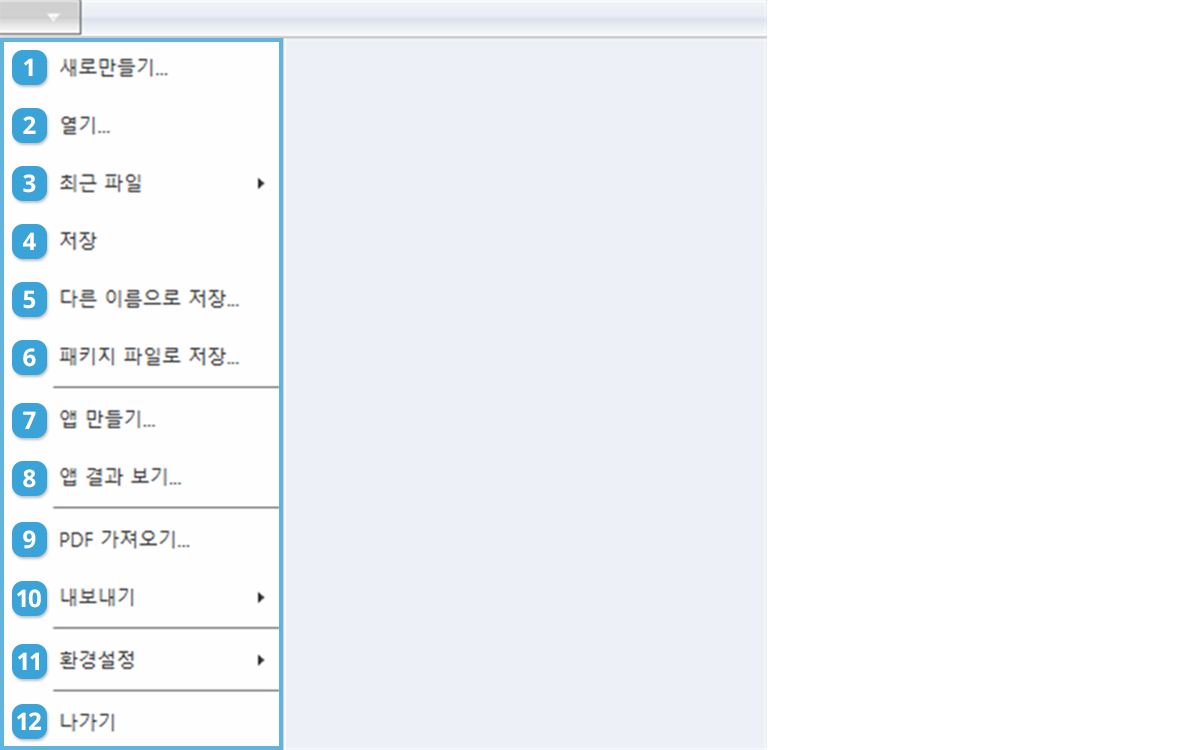 1 새로만들기...
2 열기...
3 최근 파일
4 저장
5 다른 이름으로 저장...
6 패키지 파일로 저장...
7 앱 만들기...
8 앱 결과 보기...
9 PDF 가져오기...
10 내보내기
11 환경설정
12 나가기